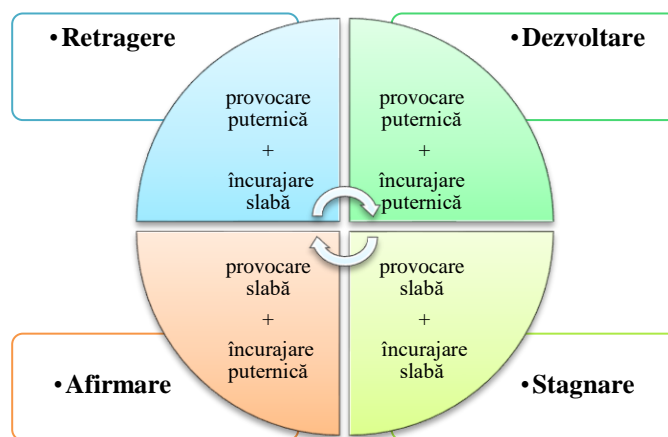 •Retragere
•Dezvoltare
provocare
puternică
+
încurajare
slabă
provocare
puternică
+
încurajare
puternică
provocare
slabă
+
încurajare
puternică
provocare
slabă
+
încurajare
slabă
•Afirmare
•Stagnare